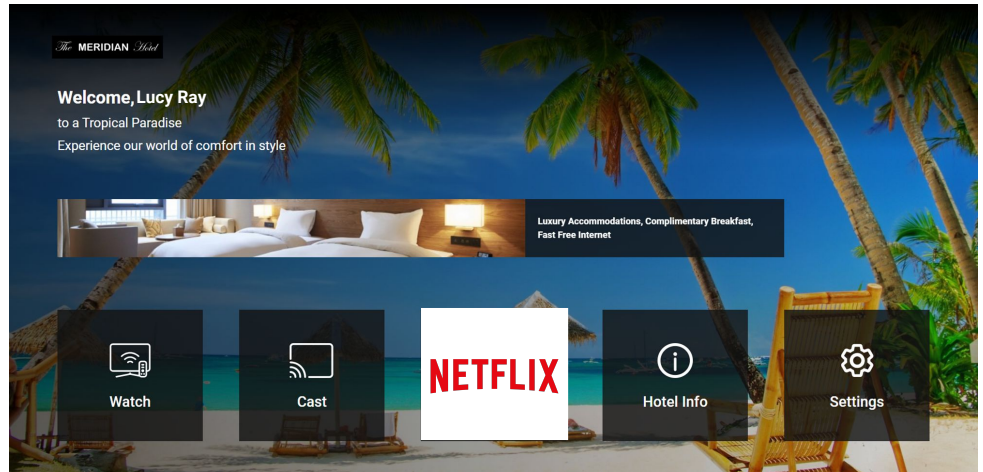 The MERIDIAN Hotel
Welcome, Lucy Ray
to a Tropical Paradise
Experience our world of comfort in style
Luxury Accommodations, Complimentary Breakfast,
Fast Free Internet
Watch
Cast
NETFLIX
Hotel Info
Settings